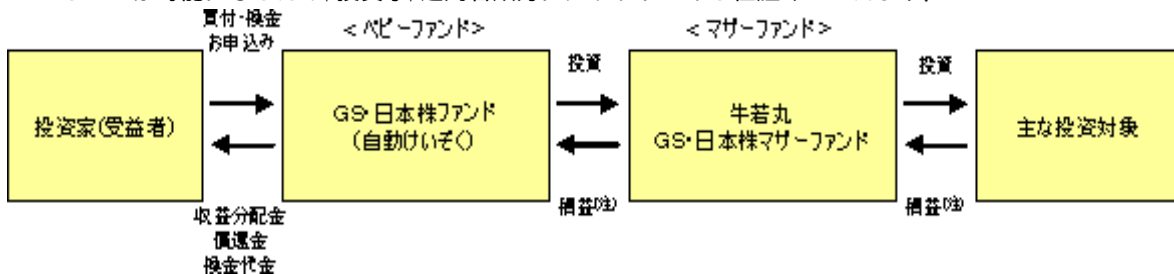 買付・換金
お申込み
<ベビーファンド>
<マザーファンド>
投資
投資
投資家(受益者)
GS・日本株ファンド
(自動けいぞく)
牛若丸
GS・日本株マザーファンド
主な投資対象
損益(注)
損益(注)
収益分配金
償還金
換金代金